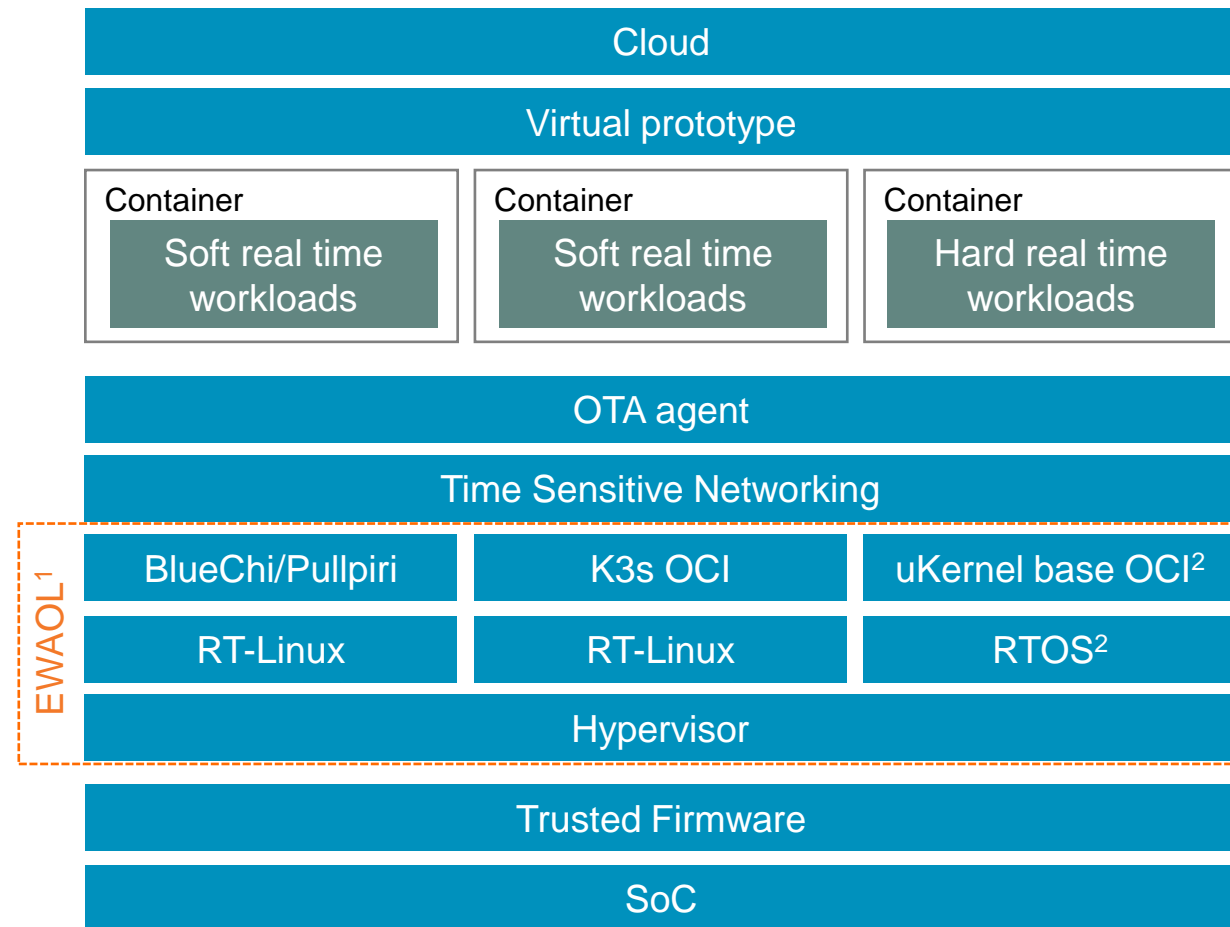 Cloud
Virtual prototype
Container
Soft real time
workloads
Container
Soft real time
workloads
Container
Hard real time
workloads
OTA agent
Time Sensitive Networking
EWAOL¹
BlueChi/Pullpiri
K3s OCI
uKernel base OCI²
RT-Linux
RT-Linux
RTOS²
Hypervisor
Trusted Firmware
SoC